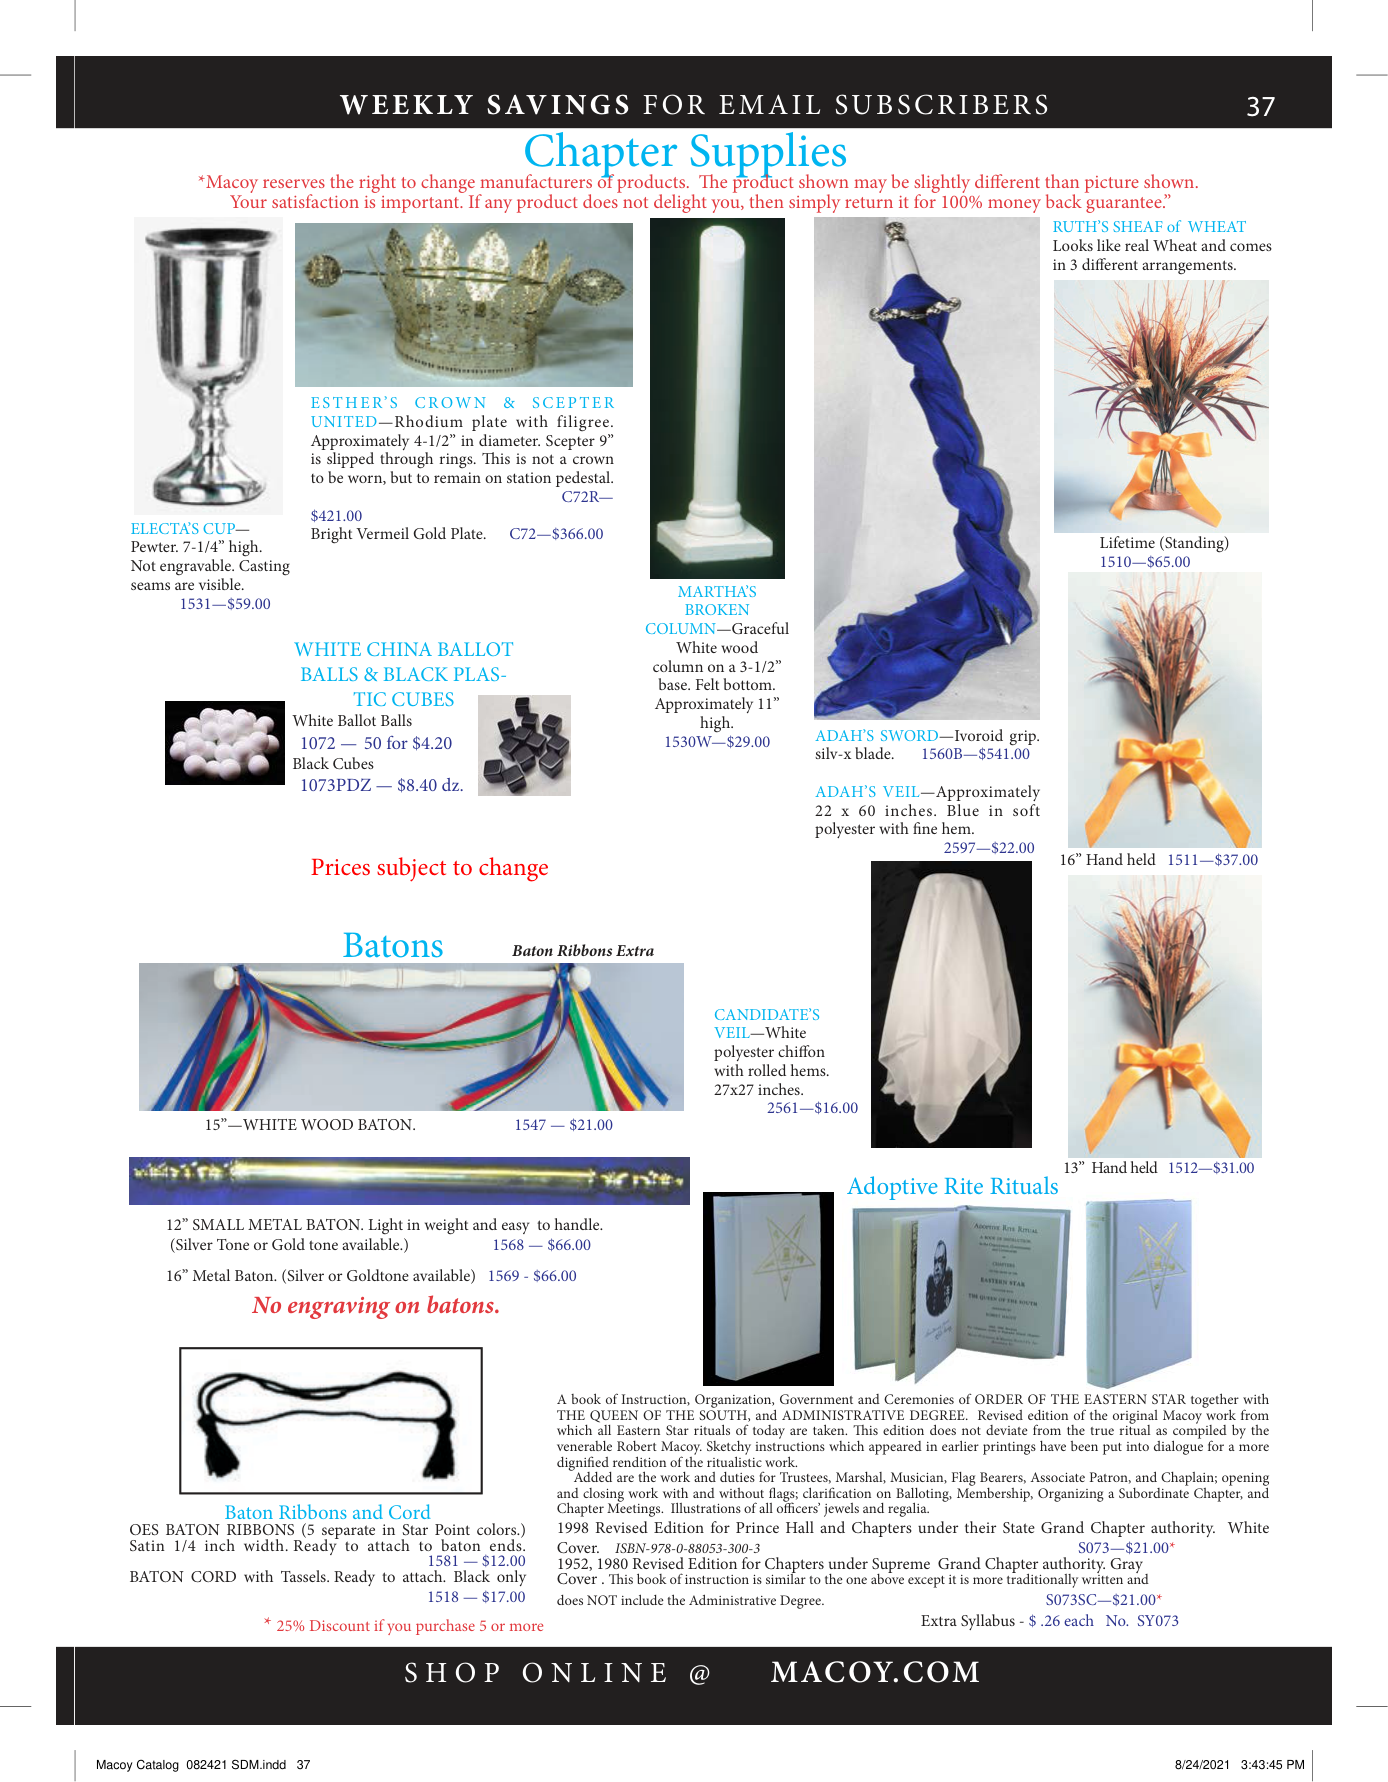 WEEKLY SAVINGS FOR EMAIL SUBSCRIBERS
37
Chapter Supplies
*Macoy reserves the right to change manufacturers of products. The product shown may be slightly different than picture shown.
Your satisfaction is important. If any product does not delight you, then simply return it for 100% money back guarantee.”
ELECTA’S CUP—
Pewter. 7-1/4” high.
Not engravable. Casting
seams are visible.
1531—$59.00
ESTHER’S CROWN & SCEPTER
UNITED—Rhodium plate with filigree.
Approximately 4-1/2” in diameter. Scepter 9”
is slipped through rings. This is not a crown
to be worn, but to remain on station pedestal.
C72R—
$421.00
Bright Vermeil Gold Plate. C72—$366.00
MARTHA’S
BROKEN
COLUMN—Graceful
White wood
column on a 3-1/2”
base. Felt bottom.
Approximately 11”
high.
1530W—$29.00
ADAH’S SWORD—Ivoroid grip.
silv-x blade. 1560B—$541.00
ADAH’S VEIL—Approximately
22 x 60 inches. Blue in soft
polyester with fine hem.
2597—$22.00
RUTH’S SHEAF of WHEAT
Looks like real Wheat and comes
in 3 different arrangements.
Lifetime (Standing)
1510—$65.00
16” Hand held 1511—$37.00
13” Hand held 1512—$31.00
WHITE CHINA BALLOT
BALLS & BLACK PLAS-
TIC CUBES
White Ballot Balls
1072 — 50 for $4.20
Black Cubes
1073PDZ — $8.40 dz.
Prices subject to change
Batons
Baton Ribbons Extra
15”—WHITE WOOD BATON. 1547 — $21.00
CANDIDATE’S
VEIL—White
polyester chiffon
with rolled hems.
27x27 inches.
2561—$16.00
12” SMALL METAL BATON. Light in weight and easy to handle.
(Silver Tone or Gold tone available.) 1568 — $66.00
16” Metal Baton. (Silver or Goldtone available) 1569 - $66.00
No engraving on batons.
Baton Ribbons and Cord
OES BATON RIBBONS (5 separate in Star Point colors.)
Satin 1/4 inch width. Ready to attach to baton ends.
1581 — $12.00
BATON CORD with Tassels. Ready to attach. Black only
1518 — $17.00
* 25% Discount if you purchase 5 or more
Adoptive Rite Rituals
ADOPTIVE RITE RITUAL
EASTERN STAR
THE QUEEN OF THE SOUTH
ROBERT MACOY
A book of Instruction, Organization, Government and Ceremonies of ORDER OF THE EASTERN STAR together with
THE QUEEN OF THE SOUTH, and ADMINISTRATIVE DEGREE. Revised edition of the original Macoy work from
which all Eastern Star rituals of today are taken. This edition does not deviate from the true ritual as compiled by the
venerable Robert Macoy. Sketchy instructions which appeared in earlier printings have been put into dialogue for a more
dignified rendition of the ritualistic work.
Added are the work and duties for Trustees, Marshal, Musician, Flag Bearers, Associate Patron, and Chaplain; opening
and closing work with and without flags; clarification on Balloting, Membership, Organizing a Subordinate Chapter, and
Chapter Meetings. Illustrations of all officers’ jewels and regalia.
1998 Revised Edition for Prince Hall and Chapters under their State Grand Chapter authority. White
Cover. ISBN-978-0-88053-300-3 S073—$21.00*
1952, 1980 Revised Edition for Chapters under Supreme Grand Chapter authority. Gray
Cover . This book of instruction is similar to the one above except it is more traditionally written and
does NOT include the Administrative Degree. S073SC—$21.00*
Extra Syllabus - $ .26 each No. SY073
SHOP ONLINE @ MACOY.COM
Macoy Catalog 082421 SDM.indd 37
8/24/2021 3:43:45 PM